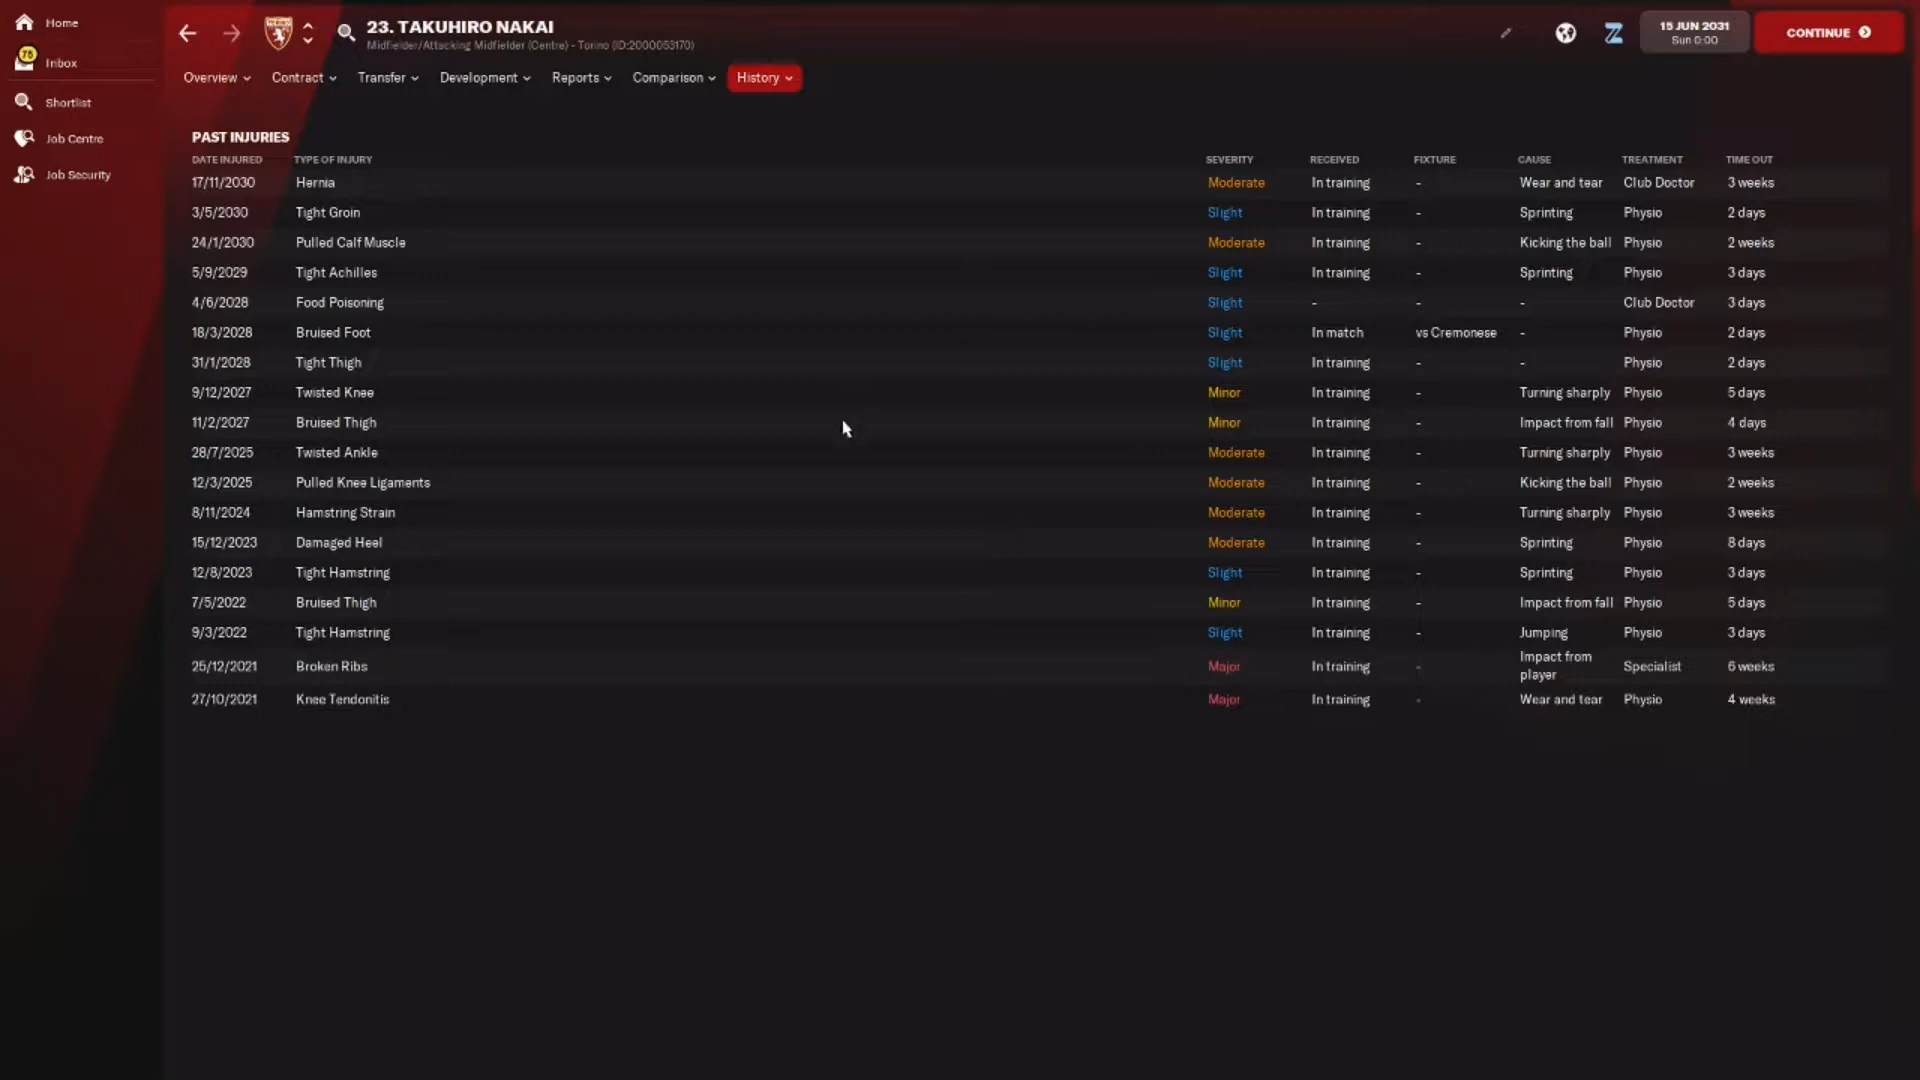 Home
75
Inbox
Shortlist
Job Centre
Job Security
23. TAKUHIRO NAKAI
Midfielder/Attacking Midfielder (Centre) - Torino (ID:2000053170)
15 JUN 2031
Sun 0:00
CONTINUE
Overview Contract Transfer Development Reports Comparison History
PAST INJURIES
DATE INJURED TYPE OF INJURY SEVERITY RECEIVED FIXTURE CAUSE TREATMENT TIME OUT
17/11/2030 Hernia Moderate In training - Wear and tear Club Doctor 3 weeks
3/5/2030 Tight Groin Slight In training - Sprinting Physio 2 days
24/1/2030 Pulled Calf Muscle Moderate In training - Kicking the ball Physio 2 weeks
5/9/2029 Tight Achilles Slight In training - Sprinting Physio 3 days
4/6/2028 Food Poisoning Slight - - - Club Doctor 3 days
18/3/2028 Bruised Foot Slight In match vs Cremonese - Physio 2 days
31/1/2028 Tight Thigh Slight In training - - Physio 2 days
9/12/2027 Twisted Knee Minor In training - Turning sharply Physio 5 days
11/2/2027 Bruised Thigh Minor In training - Impact from fall Physio 4 days
28/7/2025 Twisted Ankle Moderate In training - Turning sharply Physio 3 weeks
12/3/2025 Pulled Knee Ligaments Moderate In training - Kicking the ball Physio 2 weeks
8/11/2024 Hamstring Strain Moderate In training - Turning sharply Physio 3 weeks
15/12/2023 Damaged Heel Moderate In training - Sprinting Physio 8 days
12/8/2023 Tight Hamstring Slight In training - Sprinting Physio 3 days
7/5/2022 Bruised Thigh Minor In training - Impact from fall Physio 5 days
9/3/2022 Tight Hamstring Slight In training - Jumping Physio 3 days
25/12/2021 Broken Ribs Major In training - Impact from player Specialist 6 weeks
27/10/2021 Knee Tendonitis Major In training - Wear and tear Physio 4 weeks